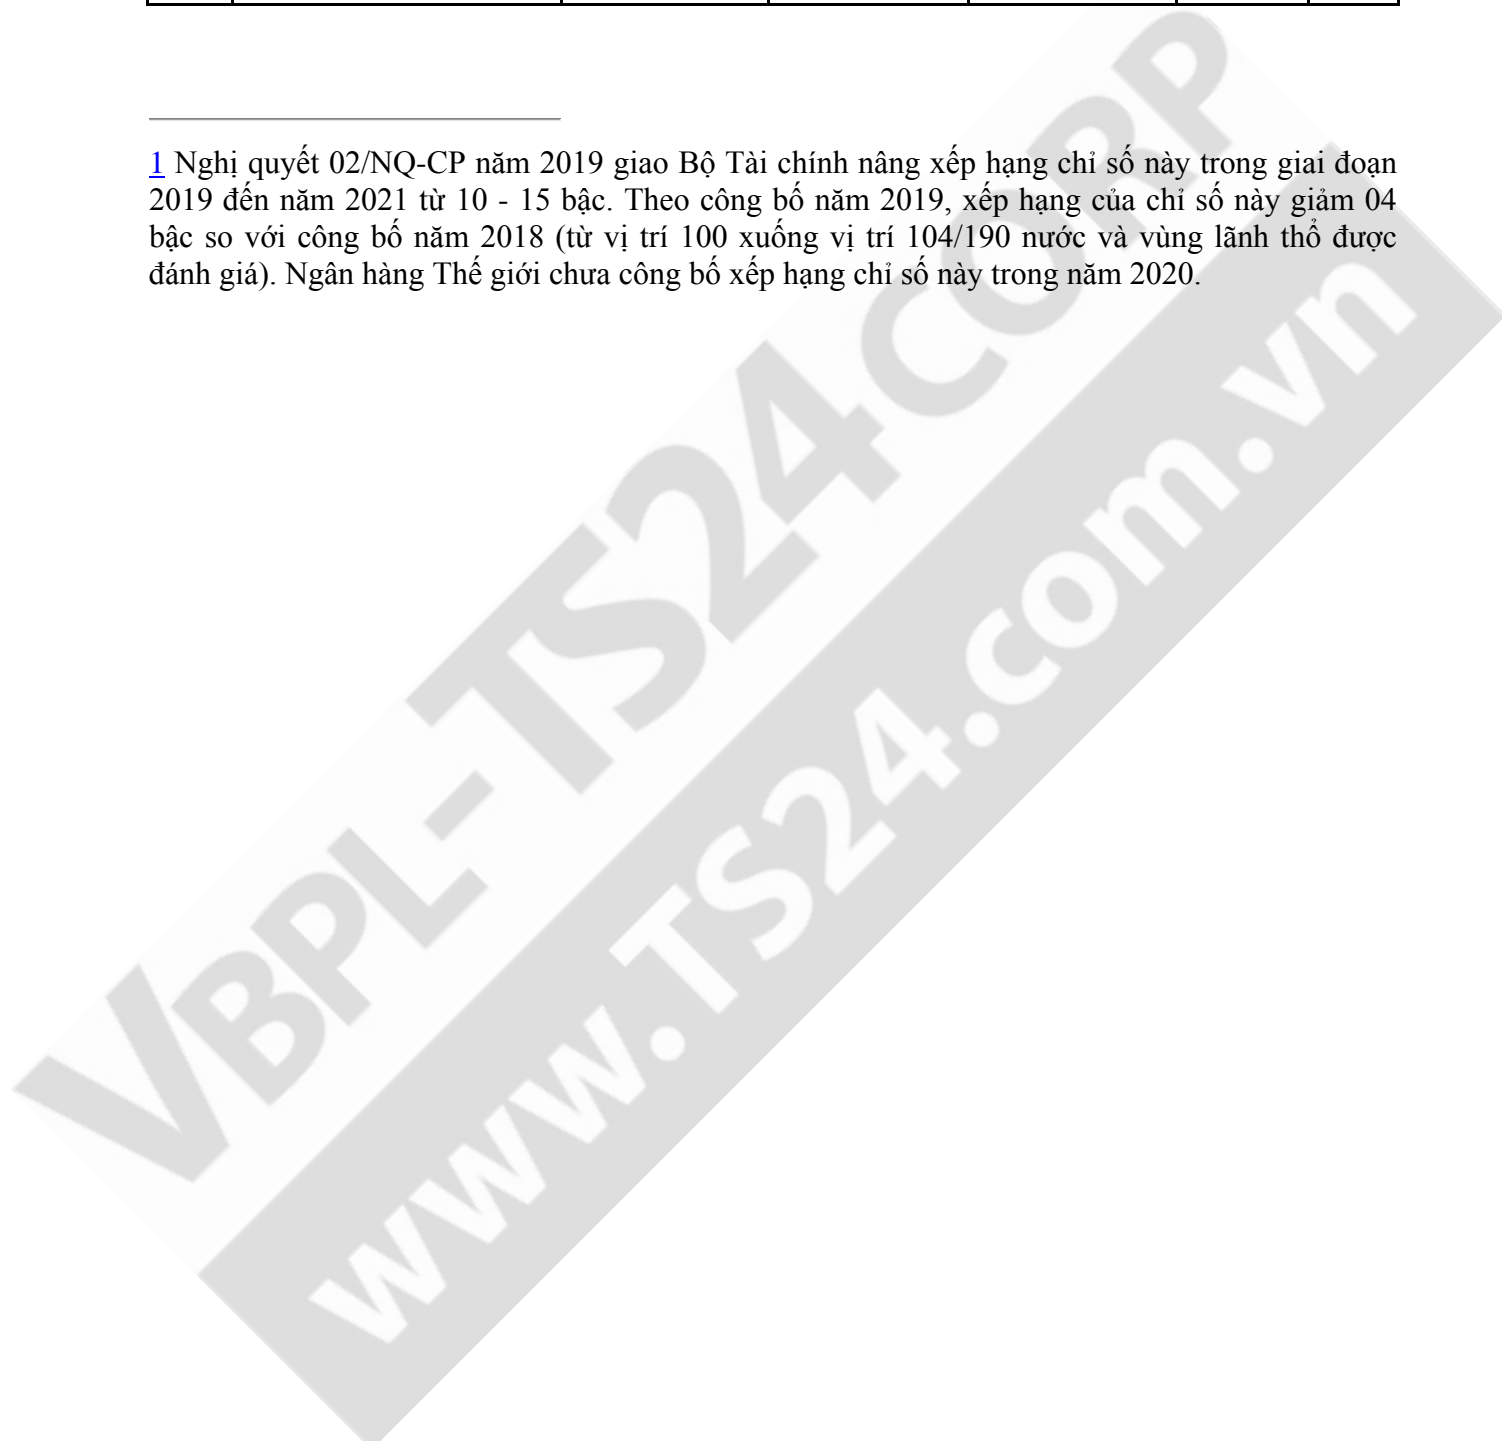 1 Nghị quyết 02/NQ-CP năm 2019 giao Bộ Tài chính nâng xếp hạng chỉ số này trong giai đoạn
2019 đến năm 2021 từ 10 - 15 bậc. Theo công bố năm 2019, xếp hạng của chỉ số này giảm 04
bậc so với công bố năm 2018 (từ vị trí 100 xuống vị trí 104/190 nước và vùng lãnh thổ được
đánh giá). Ngân hàng Thế giới chưa công bố xếp hạng chỉ số này trong năm 2020.
VBPL-TS24CORP
www.TS24.com.vn